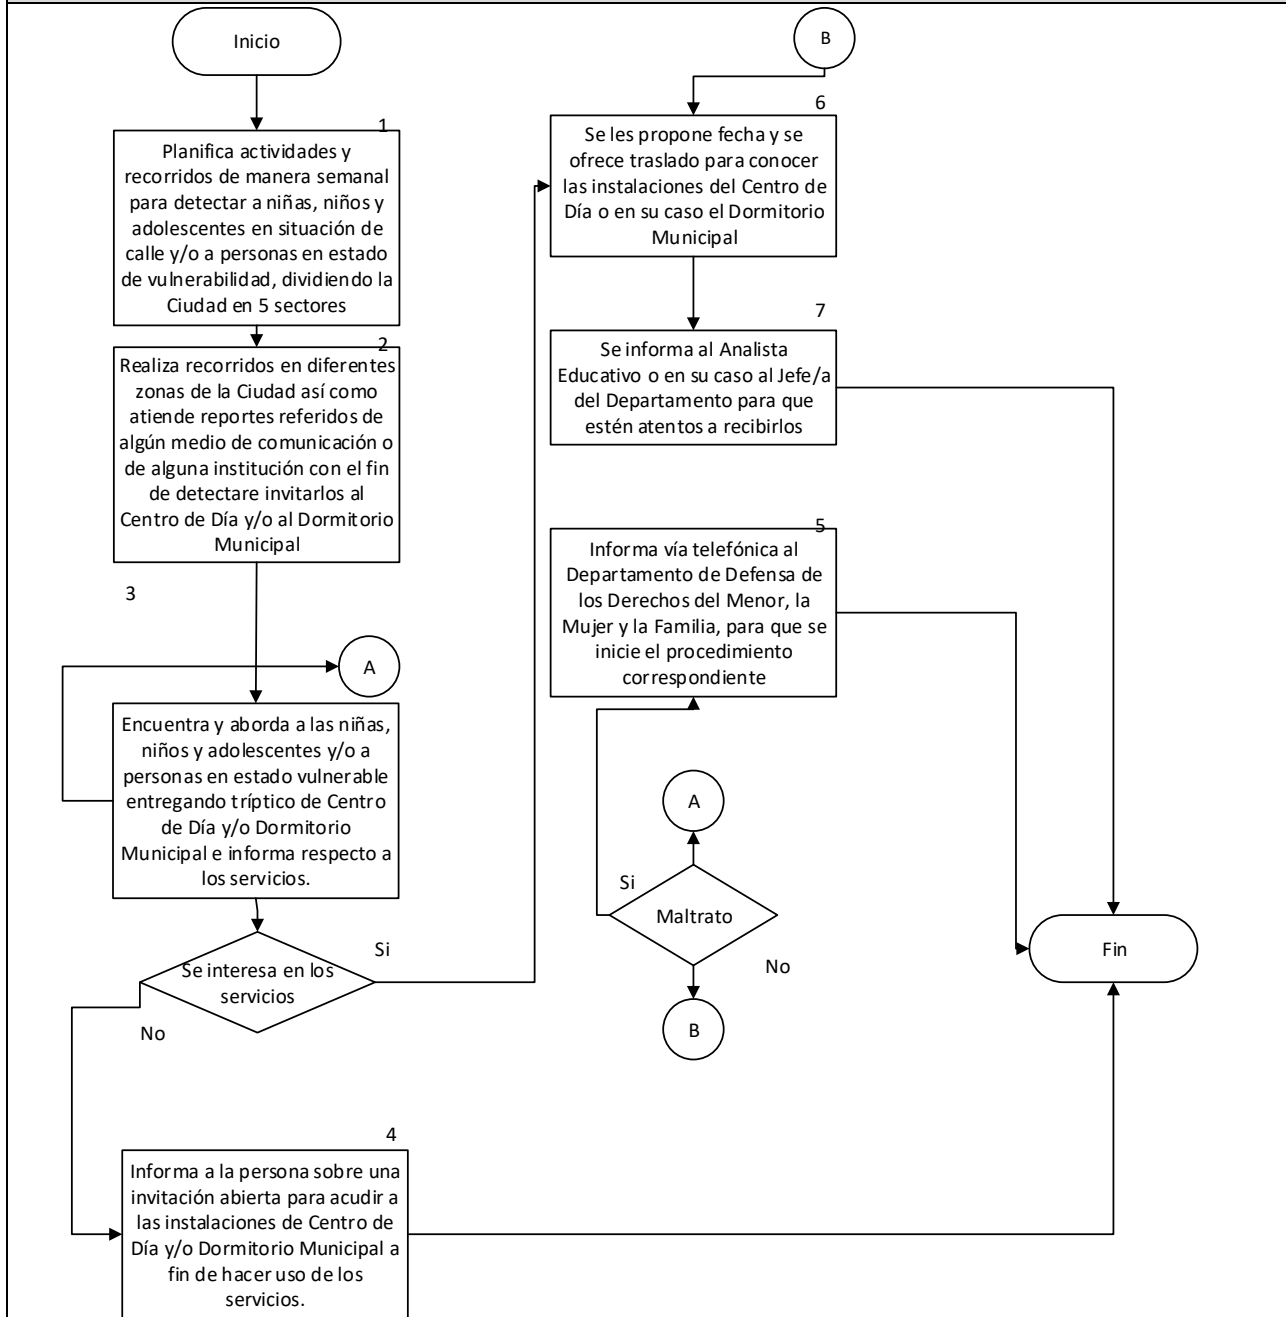 Inicio
1
Planifica actividades y
recorridos de manera semanal
para detectar a niñas, niños y
adolescentes en situación de
calle y/o a personas en estado
de vulnerabilidad, dividiendo la
Ciudad en 5 sectores
2
Realiza recorridos en diferentes
zonas de la Ciudad así como
atiende reportes referidos de
algún medio de comunicación o
de alguna institución con el fin
de detectare invitarlos al
Centro de Día y/o al Dormitorio
Municipal
3
A
Encuentra y aborda a las niñas,
niños y adolescentes y/o a
personas en estado vulnerable
entregando tríptico de Centro
de Día y/o Dormitorio
Municipal e informa respecto a
los servicios.
Se interesa en los
servicios
Si
No
4
Informa a la persona sobre una
invitación abierta para acudir a
las instalaciones de Centro de
Día y/o Dormitorio Municipal a
fin de hacer uso de los
servicios.
B
6
Se les propone fecha y se
ofrece traslado para conocer
las instalaciones del Centro de
Día o en su caso el Dormitorio
Municipal
7
Se informa al Analista
Educativo o en su caso al Jefe/a
del Departamento para que
estén atentos a recibirlos
5
Informa vía telefónica al
Departamento de Defensa de
los Derechos del Menor, la
Mujer y la Familia, para que se
inicie el procedimiento
correspondiente
A
Si
Maltrato
No
B
Fin